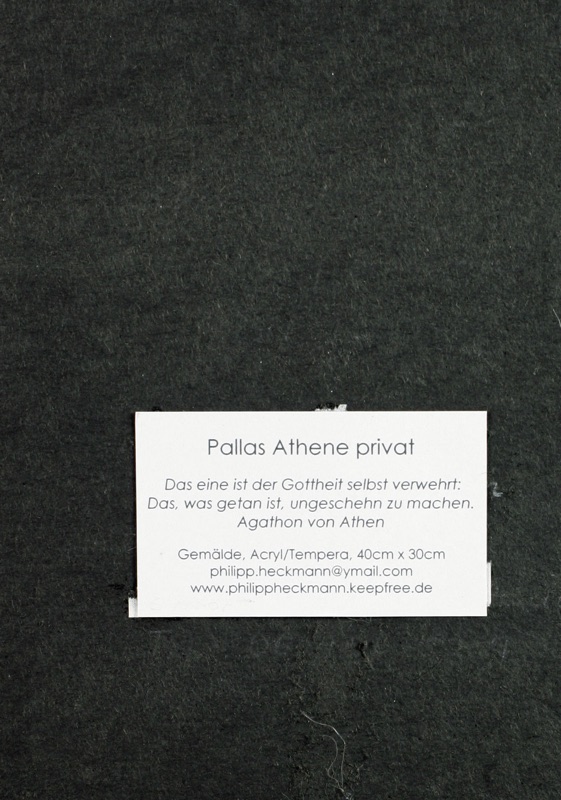 Pallas Athene privat
Das eine ist der Gottheit selbst verwehrt:
Das, was getan ist, ungeschehn zu machen.
Agathon von Athen
Gemälde, Acryl/Tempera, 40cm x 30cm
philipp.heckmann@ymail.com
www.philippheckmann.keepfree.de